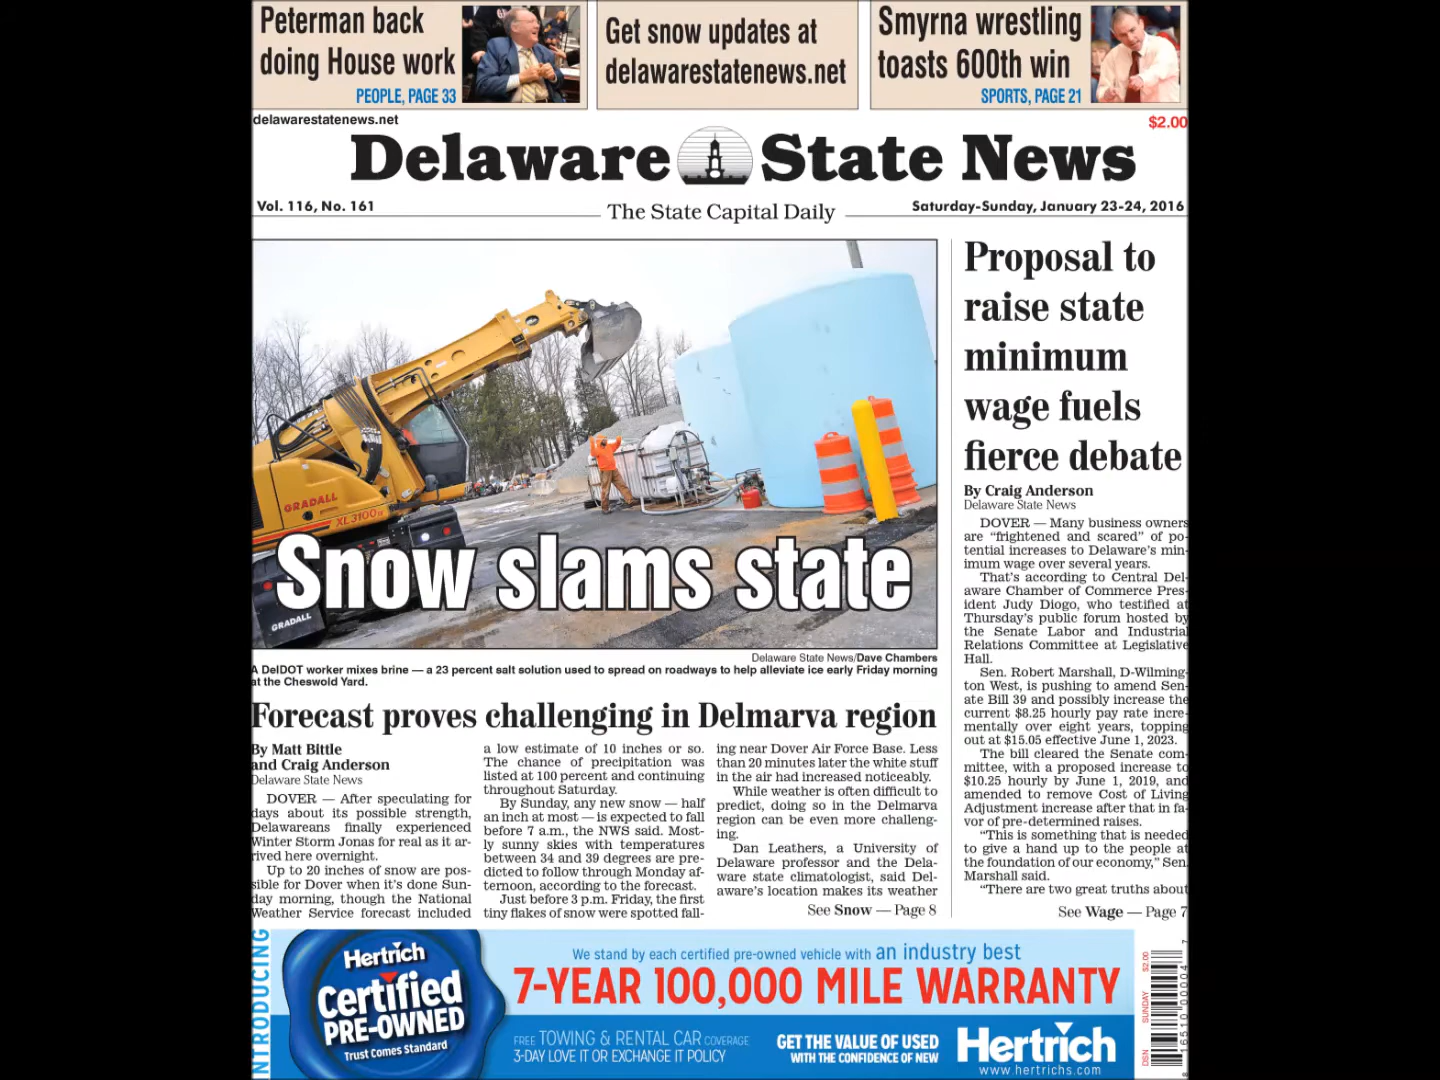 Peterman back
doing House work
PEOPLE, PAGE 33
Get snow updates at
delawarestatenews.net
Smyrna wrestling
toasts 600th win
SPORTS, PAGE 21
delawarestatenews.net
$2.00
Delaware State News
Vol. 116, No. 161
The State Capital Daily
Saturday-Sunday, January 23-24, 2016
GRADALL
XL 3100
GRADALL
Snow slams state
Delaware State News/Dave Chambers
A DelDOT worker mixes brine — a 23 percent salt solution used to spread on roadways to help alleviate ice early Friday morning
at the Cheswold Yard.
Forecast proves challenging in Delmarva region
By Matt Bittle
and Craig Anderson
Delaware State News
DOVER — After speculating for
days about its possible strength,
Delawareans finally experienced
Winter Storm Jonas for real as it ar-
rived here overnight.
Up to 20 inches of snow are pos-
sible for Dover when it's done Sun-
day morning, though the National
Weather Service forecast included
a low estimate of 10 inches or so.
The chance of precipitation was
listed at 100 percent and continuing
throughout Saturday.
By Sunday, any new snow — half
an inch at most — is expected to fall
before 7 a.m., the NWS said. Most-
ly sunny skies with temperatures
between 34 and 39 degrees are pre-
dicted to follow through Monday af-
ternoon, according to the forecast.
Just before 3 p.m. Friday, the first
tiny flakes of snow were spotted fall-
ing near Dover Air Force Base. Less
than 20 minutes later the white stuff
in the air had increased noticeably.
While weather is often difficult to
predict, doing so in the Delmarva
region can be even more challeng-
ing.
Dan Leathers, a University of
Delaware professor and the Dela-
ware state climatologist, said Del-
aware's location makes its weather
See Snow — Page 8
Proposal to
raise state
minimum
wage fuels
fierce debate
By Craig Anderson
Delaware State News
DOVER — Many business owners
are "frightened and scared" of po-
tential increases to Delaware's min-
imum wage over several years.
That's according to Central Del-
aware Chamber of Commerce Pres-
ident Judy Diogo, who testified at
Thursday's public forum hosted by
the Senate Labor and Industrial
Relations Committee at Legislative
Hall.
Sen. Robert Marshall, D-Wilming-
ton West, is pushing to amend Sen-
ate Bill 39 and possibly increase the
current $8.25 hourly pay rate incre-
mentally over eight years, topping
out at $15.05 effective June 1, 2023.
The bill cleared the Senate com-
mittee, with a proposed increase to
$10.25 hourly by June 1, 2019, and
amended to remove Cost of Living
Adjustment increase after that in fa-
vor of pre-determined raises.
"This is something that is needed
to give a hand up to the people at
the foundation of our economy," Sen.
Marshall said.
"There are two great truths about
See Wage — Page 7
INTRODUCING
Hertrich
Certified
PRE-OWNED
Trust Comes Standard
We stand by each certified pre-owned vehicle with an industry best
7-YEAR 100,000 MILE WARRANTY
FREE TOWING & RENTAL CAR COVERAGE
3-DAY LOVE IT OR EXCHANGE IT POLICY
GET THE VALUE OF USED
WITH THE CONFIDENCE OF NEW
Hertrich
www.hertrichs.com
DSN SUNDAY $2.00
8 16510 00004 7